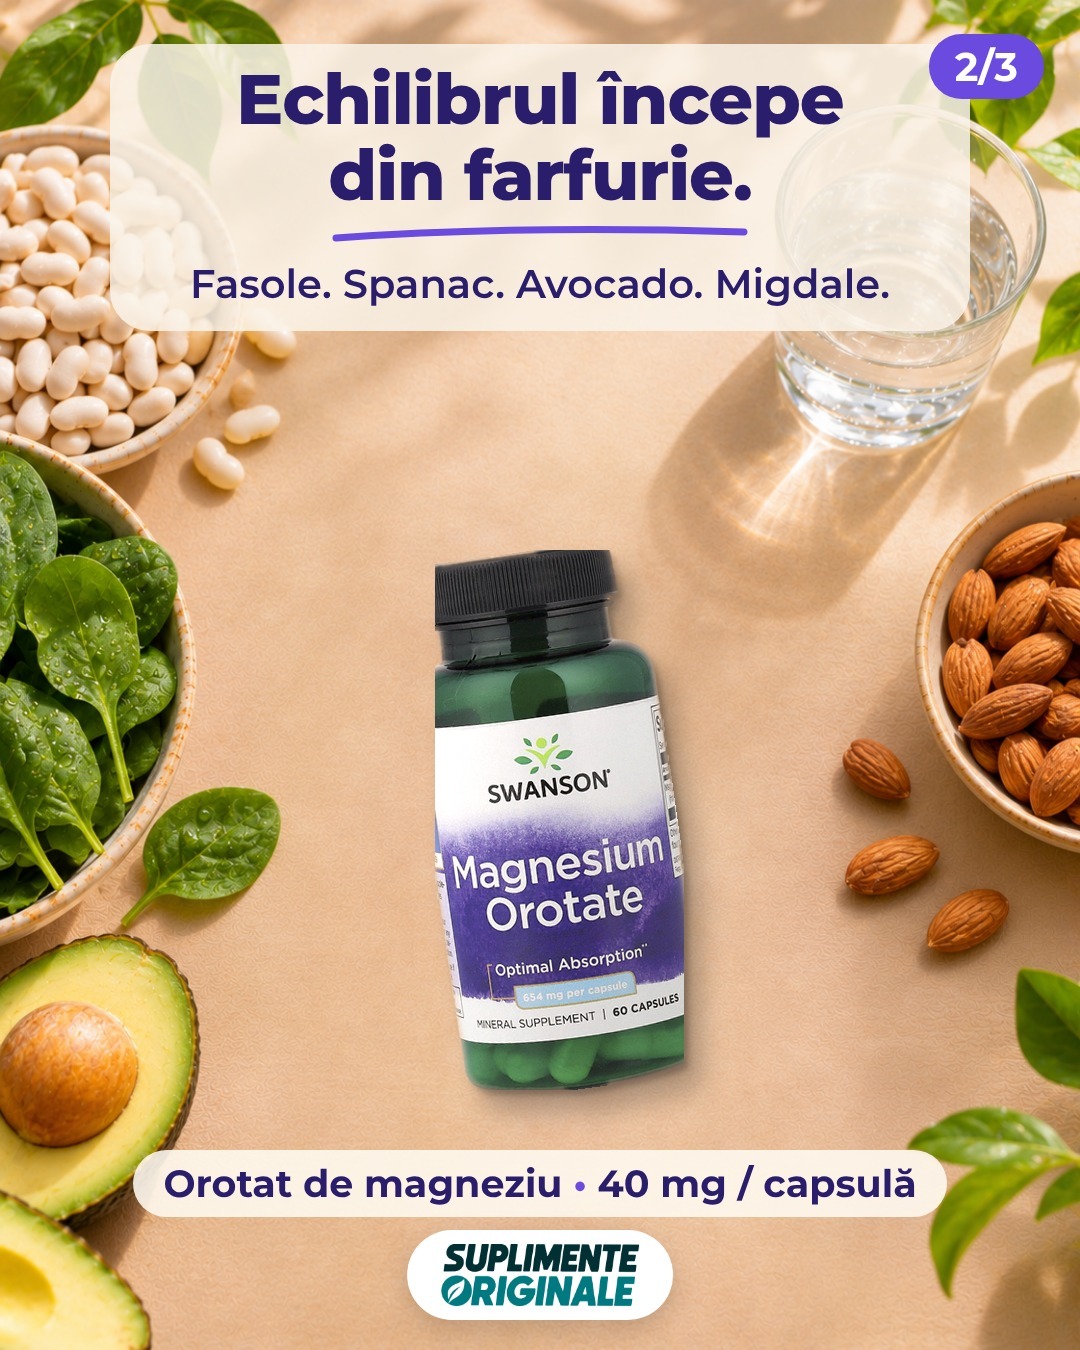 2/3
Echilibrul începe
din farfurie.
Fasole. Spanac. Avocado. Migdale.
SWANSON
Magnesium
Orotate
Optimal Absorption
654 mg per capsule
MINERAL SUPPLEMENT | 60 CAPSULES
Orotat de magneziu • 40 mg / capsulă
SUPLIMENTE
ORIGINALE